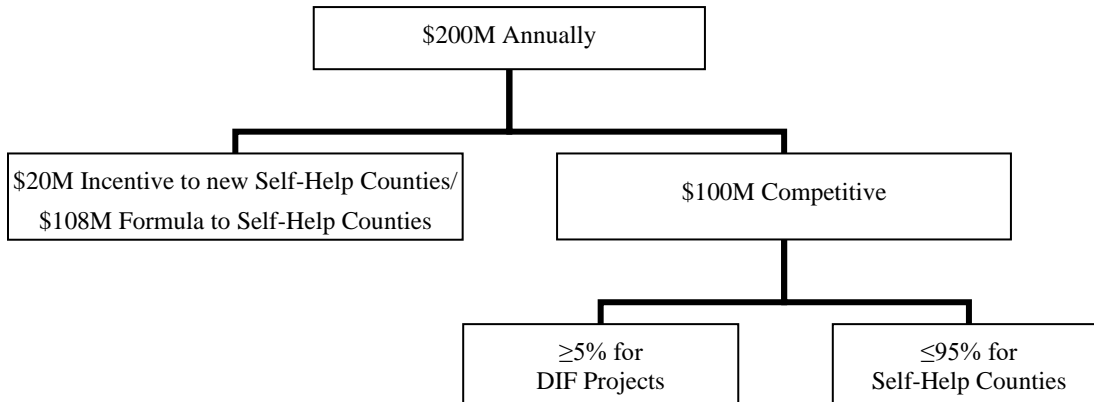 $200M Annually
$20M Incentive to new Self-Help Counties/
$108M Formula to Self-Help Counties
$100M Competitive
≥5% for
DIF Projects
≤95% for
Self-Help Counties